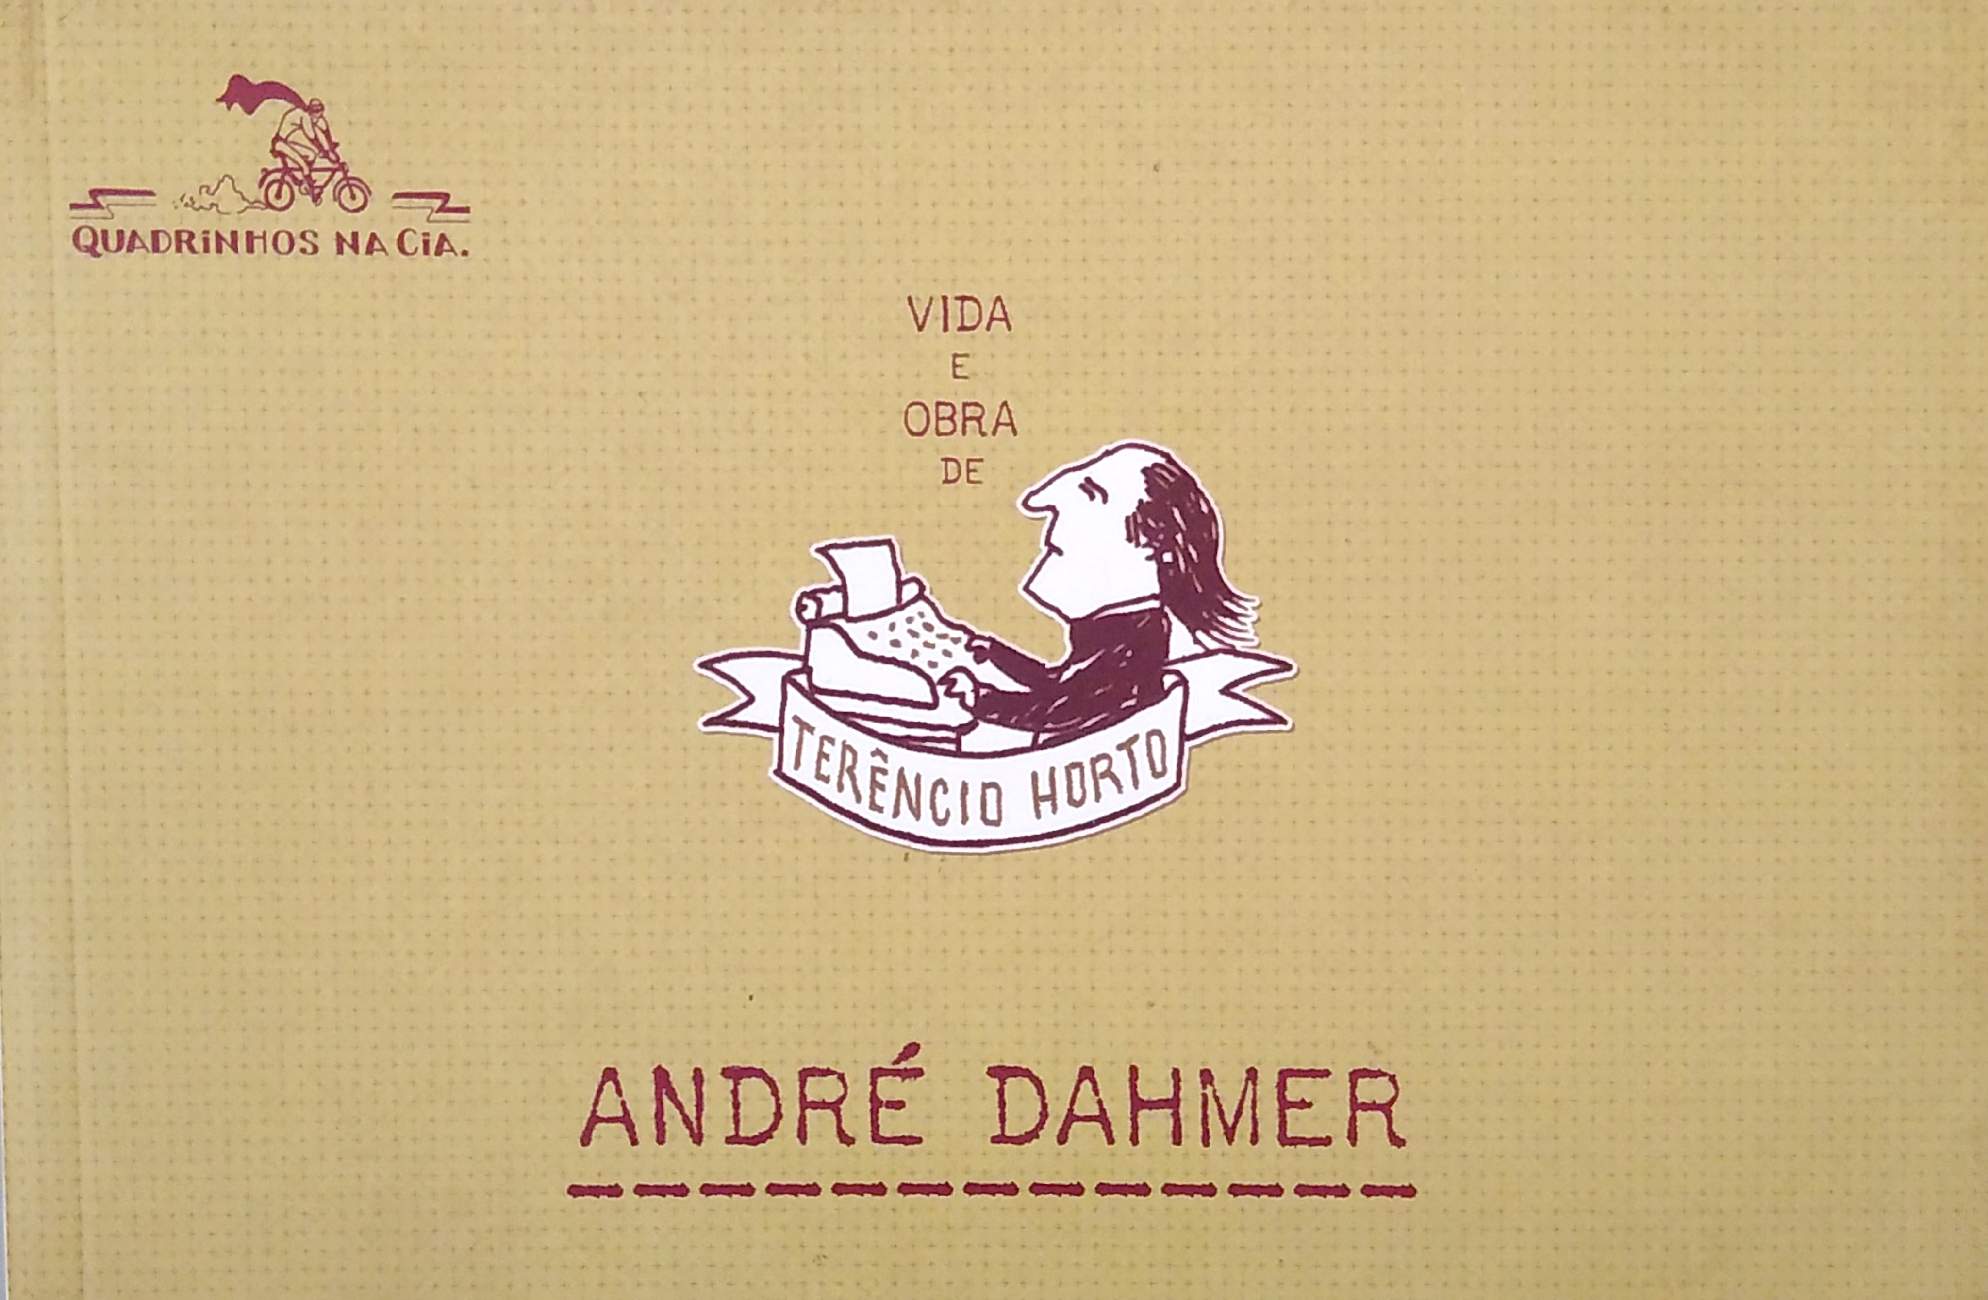 QUADRiNHOS NA CiA.
VIDA
E
OBRA
DE
TERÊNCIO HORTO
ANDRÉ DAHMER